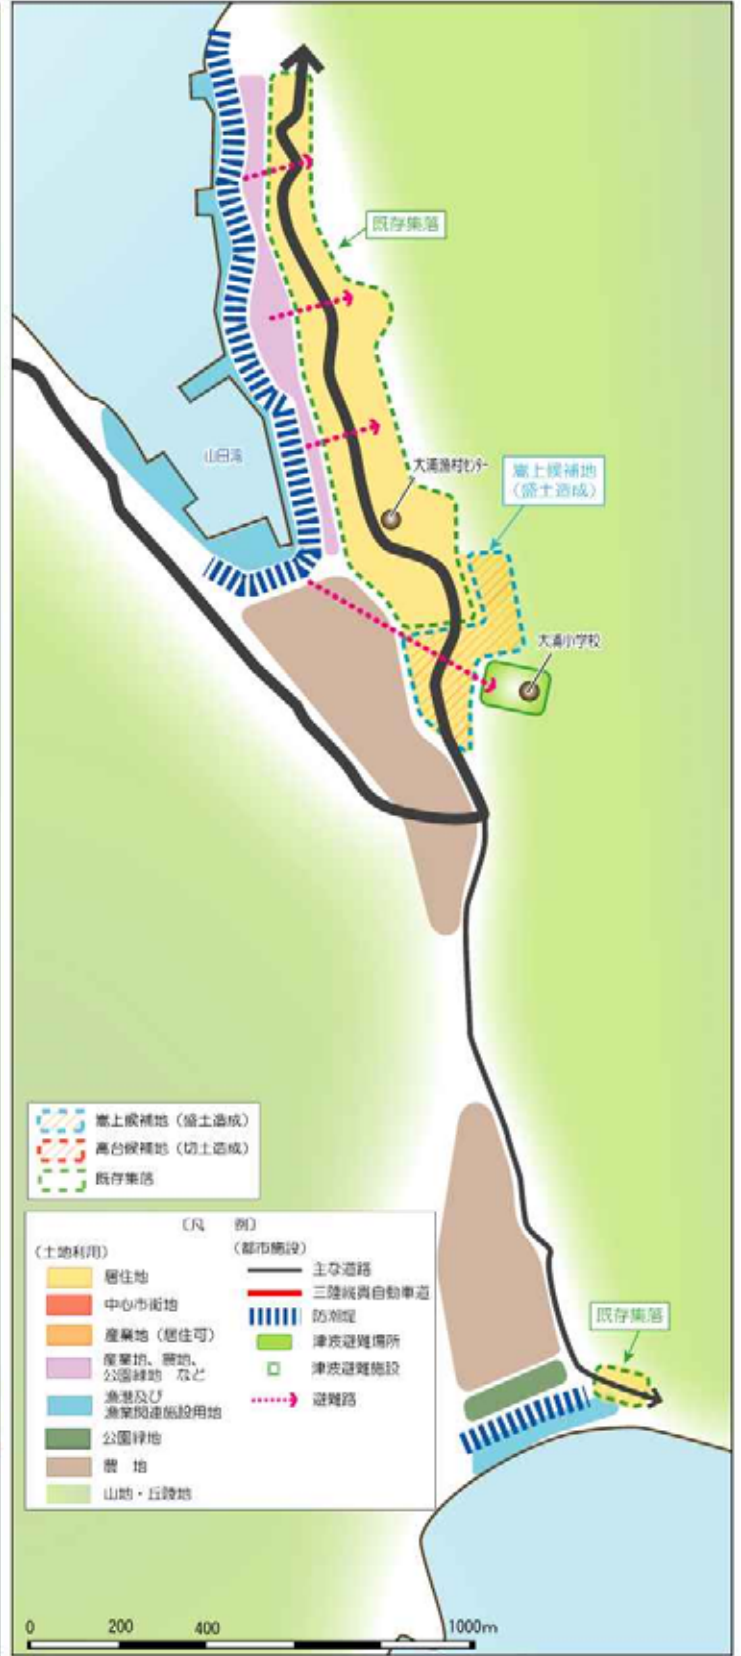 既存集落
山田湾
大浦漁村センター
嵩上候補地
(盛土造成)
大浦小学校
嵩上候補地(盛土造成)
高台候補地(切土造成)
既存集落
〔凡 例〕
(土地利用)
居住地
中心市街地
産業地(居住可)
産業地、農地、
公園緑地 など
漁港及び
漁業関連施設用地
公園緑地
農 地
山地・丘陵地
(都市施設)
主な道路
三陸縦貫自動車道
防潮堤
津波避難場所
津波避難施設
避難路
既存集落
0 200 400 1000m